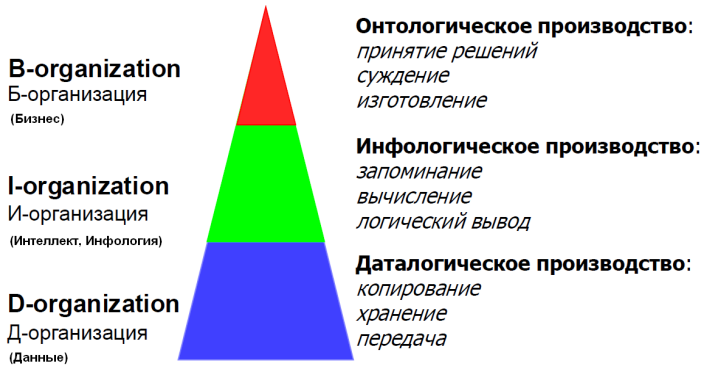 B-organization
Б-организация
(Бизнес)
Онтологическое производство:
принятие решений
суждение
изготовление
I-organization
И-организация
(Интеллект, Инфология)
Инфологическое производство:
запоминание
вычисление
логический вывод
D-organization
Д-организация
(Данные)
Даталогическое производство:
копирование
хранение
передача